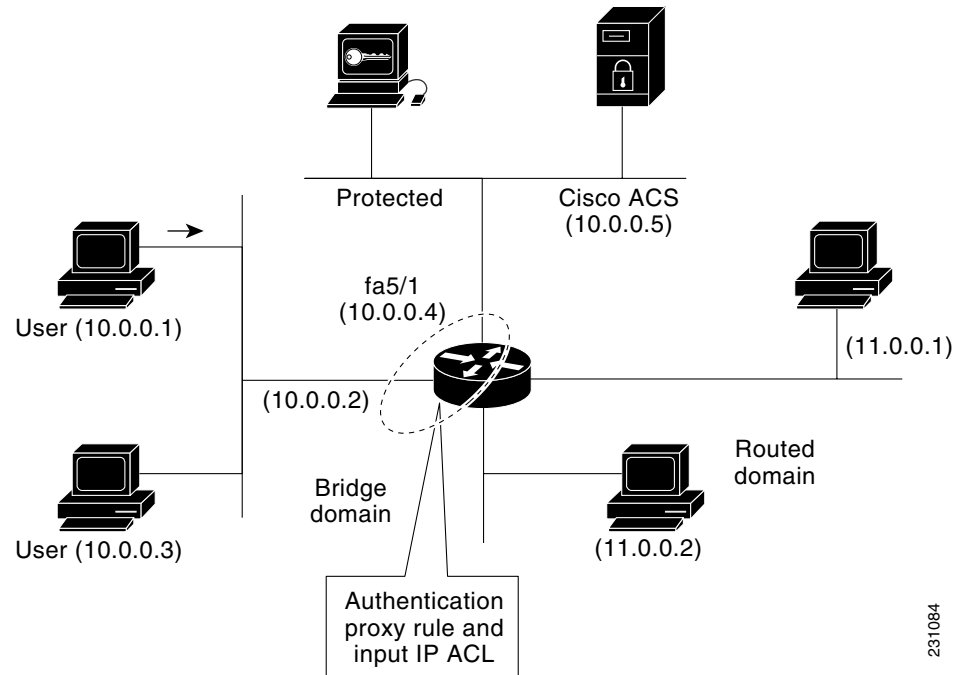 Protected
Cisco ACS
(10.0.0.5)
fa5/1
(10.0.0.4)
User (10.0.0.1)
(11.0.0.1)
(10.0.0.2)
Routed
domain
Bridge
domain
User (10.0.0.3)
(11.0.0.2)
Authentication
proxy rule and
input IP ACL
231084